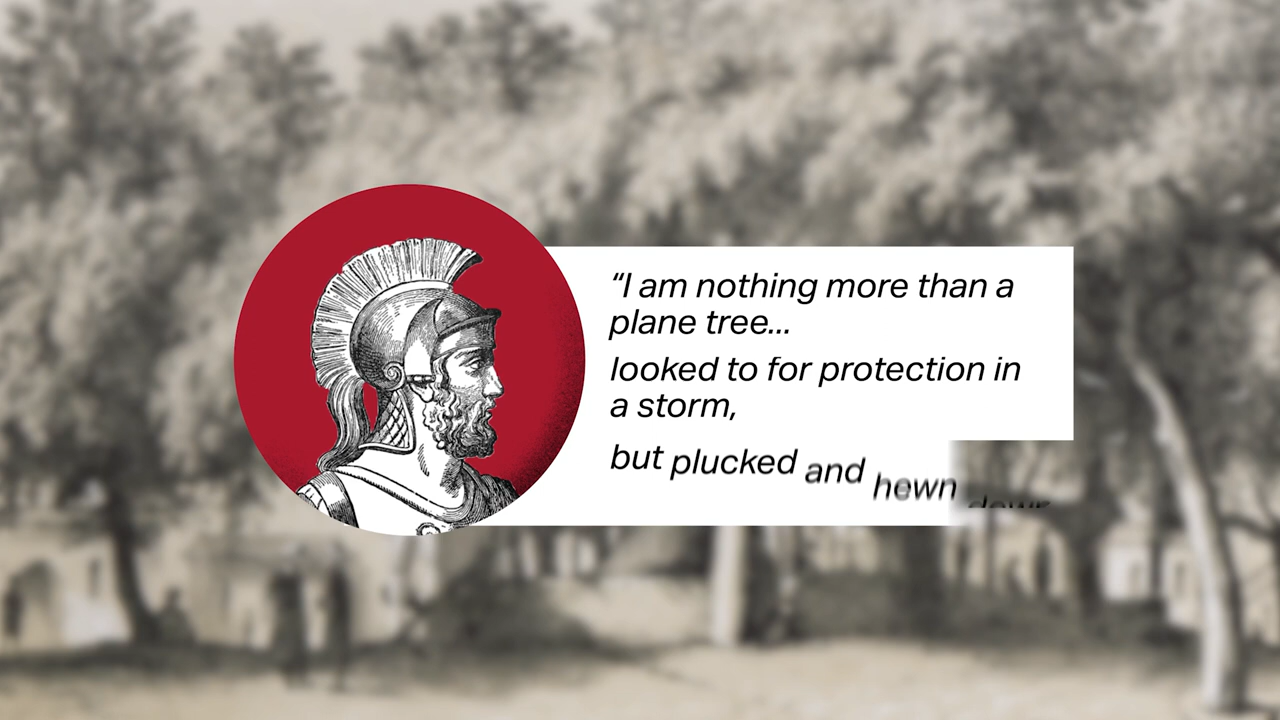 “I am nothing more than a
plane tree...
looked to for protection in
a storm,
but plucked and hewn